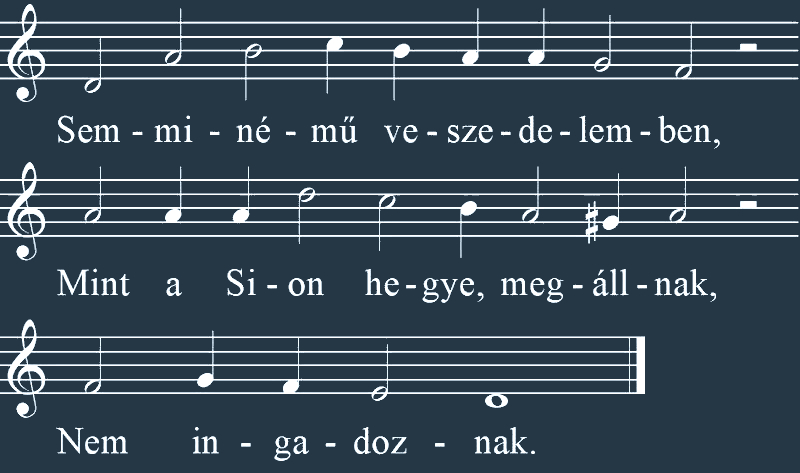 Sem - mi - né - mű ve - sze - de - lem - ben,
Mint a Si - on he - gye, meg - áll - nak,
Nem in - ga - doz - nak.